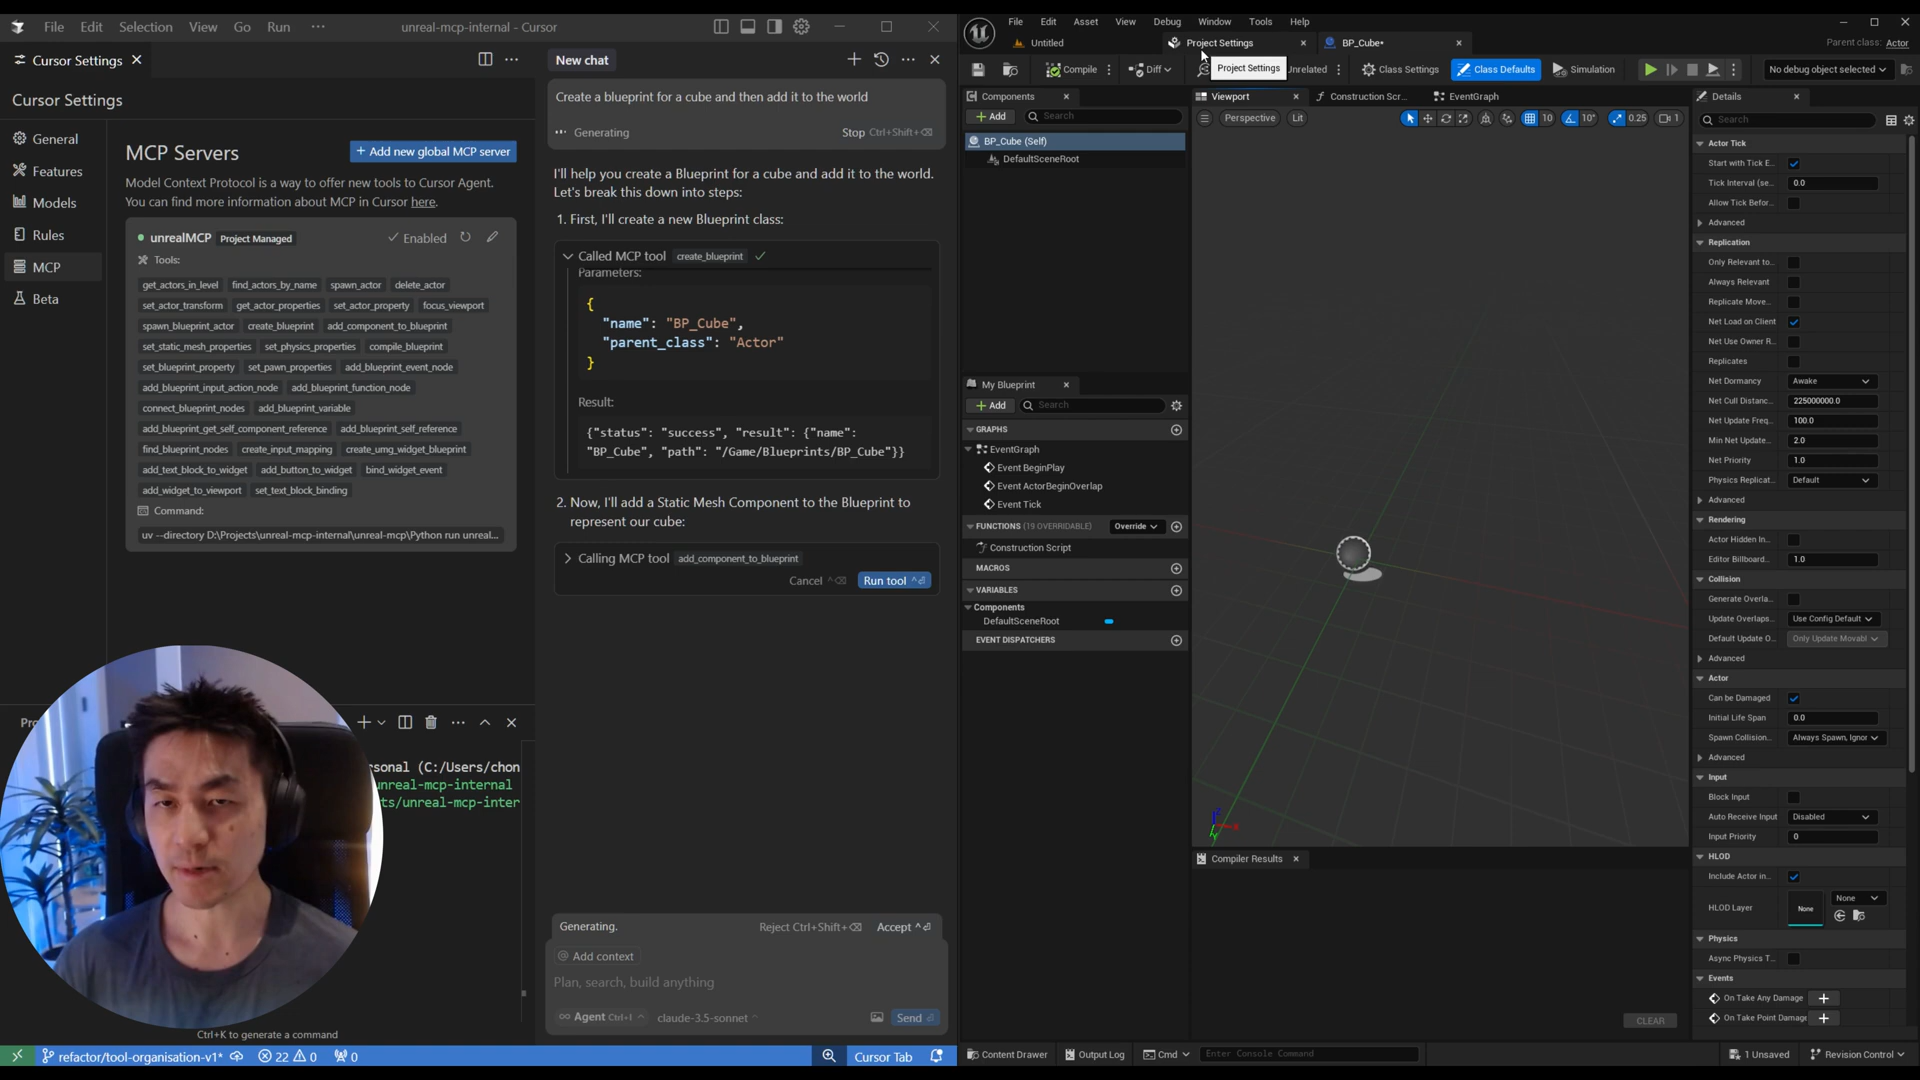 File Edit Selection View Go Run ··· unreal-mcp-internal - Cursor
Cursor Settings
Cursor Settings
General
Features
Models
Rules
MCP
Beta
MCP Servers
+ Add new global MCP server
Model Context Protocol is a way to offer new tools to Cursor Agent.
You can find more information about MCP in Cursor here.
unrealMCP Project Managed Enabled
Tools:
get_actors_in_level find_actors_by_name spawn_actor delete_actor
set_actor_transform get_actor_properties set_actor_property focus_viewport
spawn_blueprint_actor create_blueprint add_component_to_blueprint
set_static_mesh_properties set_physics_properties compile_blueprint
set_blueprint_property set_pawn_properties add_blueprint_event_node
add_blueprint_input_action_node add_blueprint_function_node
connect_blueprint_nodes add_blueprint_variable
add_blueprint_get_self_component_reference add_blueprint_self_reference
find_blueprint_nodes create_input_mapping create_umg_widget_blueprint
add_text_block_to_widget add_button_to_widget bind_widget_event
add_widget_to_viewport set_text_block_binding
Command:
uv --directory D:\Projects\unreal-mcp-internal\unreal-mcp\Python run unreal...
sonal (C:/Users/chon
unreal-mcp-internal
ts/unreal-mcp-inter
Ctrl+K to generate a command
refactor/tool-organisation-v1* 22 0 0
Cursor Tab
New chat
Create a blueprint for a cube and then add it to the world
Generating Stop Ctrl+Shift+⌫
I'll help you create a Blueprint for a cube and add it to the world.
Let's break this down into steps:
1. First, I'll create a new Blueprint class:
Called MCP tool create_blueprint
Parameters:
{
"name": "BP_Cube",
"parent_class": "Actor"
}
Result:
{"status": "success", "result": {"name":
"BP_Cube", "path": "/Game/Blueprints/BP_Cube"}}
2. Now, I'll add a Static Mesh Component to the Blueprint to
represent our cube:
Calling MCP tool add_component_to_blueprint
Cancel ^⌫ Run tool ^⏎
Generating. Reject Ctrl+Shift+⌫ Accept ^⏎
@ Add context
Plan, search, build anything
∞ Agent Ctrl+I claude-3.5-sonnet Send ⏎
File Edit Asset View Debug Window Tools Help
Untitled Project Settings BP_Cube* Parent class: Actor
Compile Diff Project Settings Unrelated Class Settings Class Defaults Simulation No debug object selected
Components
+ Add Search
BP_Cube (Self)
DefaultSceneRoot
My Blueprint
+ Add Search
GRAPHS
EventGraph
Event BeginPlay
Event ActorBeginOverlap
Event Tick
FUNCTIONS (19 OVERRIDABLE) Override
Construction Script
MACROS
VARIABLES
Components
DefaultSceneRoot
EVENT DISPATCHERS
Viewport Construction Scr... EventGraph
Perspective Lit 10 10° 0.25 1
Compiler Results
CLEAR
Details
Search
Actor Tick
Start with Tick E...
Tick Interval (se... 0.0
Allow Tick Befor...
Advanced
Replication
Only Relevant to...
Always Relevant
Replicate Move...
Net Load on Client
Net Use Owner R...
Replicates
Net Dormancy Awake
Net Cull Distanc... 225000000.0
Net Update Freq... 100.0
Min Net Update... 2.0
Net Priority 1.0
Physics Replicat... Default
Advanced
Rendering
Actor Hidden In...
Editor Billboard... 1.0
Collision
Generate Overla...
Update Overlaps... Use Config Default
Default Update O... Only Update Movabl
Advanced
Actor
Can be Damaged
Initial Life Span 0.0
Spawn Collision... Always Spawn, Ignor
Advanced
Input
Block Input
Auto Receive Input Disabled
Input Priority 0
HLOD
Include Actor in...
HLOD Layer None None
Physics
Async Physics T...
Events
On Take Any Damage
On Take Point Damage
Content Drawer Output Log Cmd Enter Console Command 1 Unsaved Revision Control